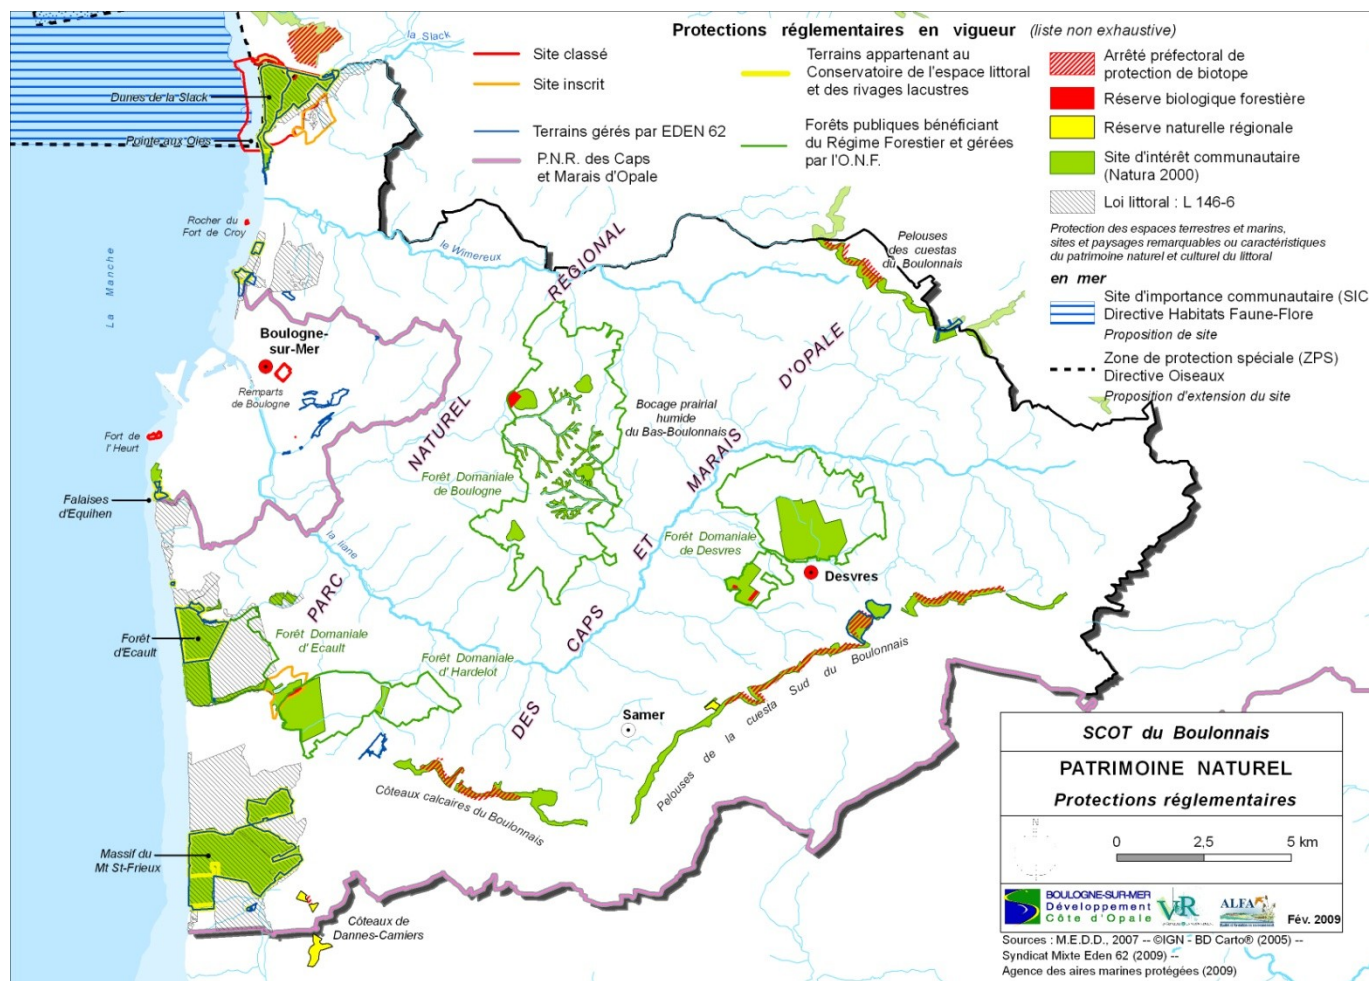 Protections réglementaires en vigueur (liste non exhaustive)
Site classé
Site inscrit
Terrains gérés par EDEN 62
P.N.R. des Caps
et Marais d'Opale
Terrains appartenant au
Conservatoire de l'espace littoral
et des rivages lacustres
Forêts publiques bénéficiant
du Régime Forestier et gérées
par l'O.N.F.
Arrêté préfectoral de
protection de biotope
Réserve biologique forestière
Réserve naturelle régionale
Site d'intérêt communautaire
(Natura 2000)
Loi littoral : L 146-6
Protection des espaces terrestres et marins,
sites et paysages remarquables ou caractéristiques
du patrimoine naturel et culturel du littoral
en mer
Site d'importance communautaire (SIC
Directive Habitats Faune-Flore
Proposition de site
Zone de protection spéciale (ZPS)
Directive Oiseaux
Proposition d'extension du site
la Slack
Dunes de la Slack
Pointe aux Oies
Rocher du
Fort de Croy
La Manche
le Wimereux
Pelouses
des cuestas
du Boulonnais
Boulogne-
sur-Mer
Remparts
de Boulogne
Fort de
l'Heurt
Falaises
d'Equihen
PARC NATUREL RÉGIONAL
DES CAPS ET MARAIS D'OPALE
Bocage prairial
humide
du Bas-Boulonnais
Forêt Domaniale
de Boulogne
Forêt Domaniale
de Desvres
Desvres
la liane
Forêt
d'Ecault
Forêt Domaniale
d'Ecault
Forêt Domaniale
d'Hardelot
Samer
Pelouses de la cuesta Sud du Boulonnais
Côteaux calcaires du Boulonnais
Massif du
Mt St-Frieux
Côteaux de
Dannes-Camiers
SCOT du Boulonnais
PATRIMOINE NATUREL
Protections réglementaires
N
0 2,5 5 km
BOULOGNE-SUR-MER
Développement
Côte d'Opale
ALFA
Fév. 2009
Sources : M.E.D.D., 2007 -- ©IGN - BD Carto® (2005) --
Syndicat Mixte Eden 62 (2009) --
Agence des aires marines protégées (2009)